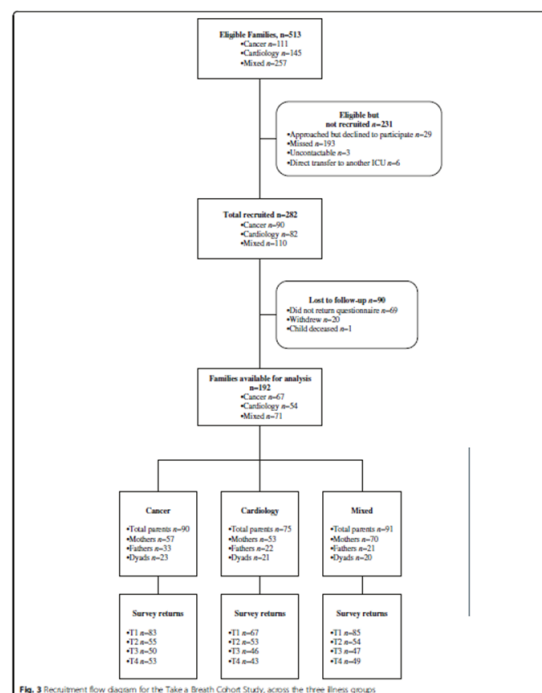 Eligible Families, n=513
•Cancer n=111
•Cardiology n=145
•Mixed n=257
Eligible but
not recruited n=231
•Approached but declined to participate n=29
•Missed n=193
•Uncontactable n=3
•Direct transfer to another ICU n=6
Total recruited n=282
•Cancer n=90
•Cardiology n=82
•Mixed n=110
Lost to follow-up n=90
•Did not return questionnaire n=69
•Withdrew n=20
•Child deceased n=1
Families available for analysis
n=192
•Cancer n=67
•Cardiology n=54
•Mixed n=71
Cancer
•Total parents n=90
•Mothers n=57
•Fathers n=33
•Dyads n=23
Cardiology
•Total parents n=75
•Mothers n=53
•Fathers n=22
•Dyads n=21
Mixed
•Total parents n=91
•Mothers n=70
•Fathers n=21
•Dyads n=20
Survey returns
•T1 n=83
•T2 n=55
•T3 n=50
•T4 n=53
Survey returns
•T1 n=67
•T2 n=53
•T3 n=46
•T4 n=43
Survey returns
•T1 n=85
•T2 n=54
•T3 n=47
•T4 n=49
Fig. 3 Recruitment flow diagram for the Take a Breath Cohort Study, across the three illness groups